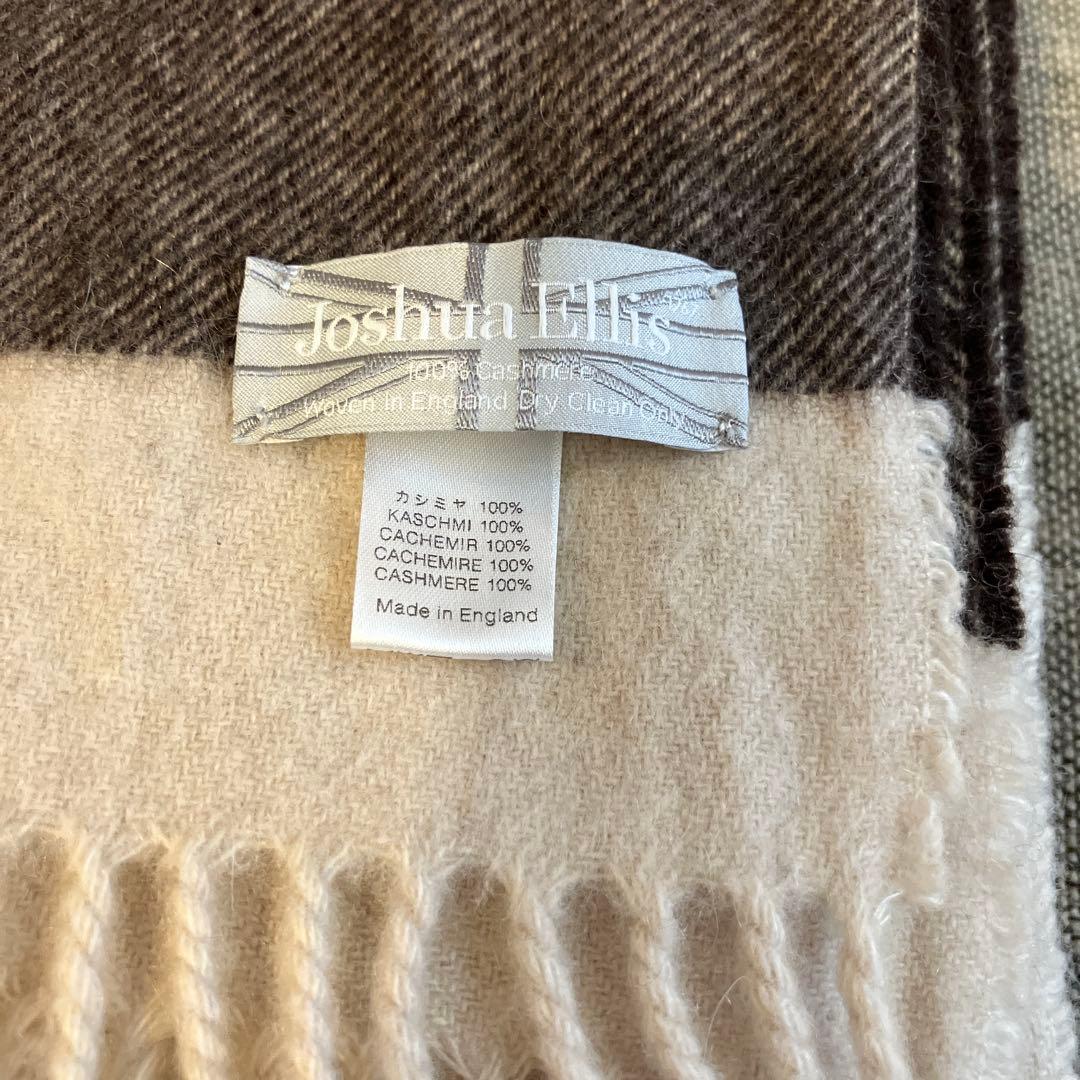 Joshua Ellis 1767
100% Cashmere
Woven In England Dry Clean Only
カシミヤ 100%
KASCHMI 100%
CACHEMIR 100%
CACHEMIRE 100%
CASHMERE 100%
Made in England